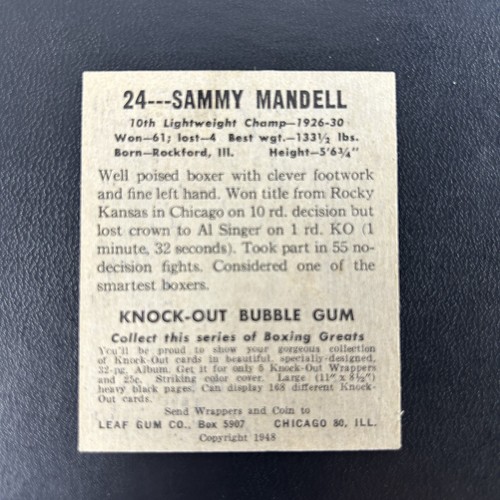 24---SAMMY MANDELL
10th Lightweight Champ—1926-30
Won—61; lost—4 Best wgt.—133½ lbs.
Born—Rockford, Ill. Height—5'6¾"
Well poised boxer with clever footwork
and fine left hand. Won title from Rocky
Kansas in Chicago on 10 rd. decision but
lost crown to Al Singer on 1 rd. KO (1
minute, 32 seconds). Took part in 55 no-
decision fights. Considered one of the
smartest boxers.
KNOCK-OUT BUBBLE GUM
Collect this series of Boxing Greats
You'll be proud to show your gorgeous collection
of Knock-Out cards in beautiful, specially-designed,
32-pg. Album. Get it for only 5 Knock-Out Wrappers
and 25c. Striking color cover. Large (11" x 8½")
heavy black pages. Can display 168 different Knock-
Out cards.
Send Wrappers and Coin to
LEAF GUM CO., Box 5907 CHICAGO 80, ILL.
Copyright 1948